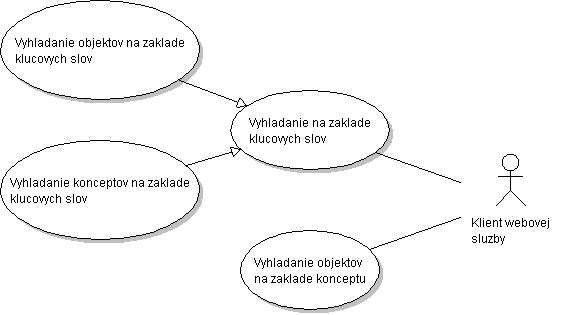 Vyhladanie objektov na zaklade
klucovych slov
Vyhladanie na zaklade
klucovych slov
Vyhladanie konceptov na zaklade
klucovych slov
Klient webovej
sluzby
Vyhladanie objektov
na zaklade konceptu